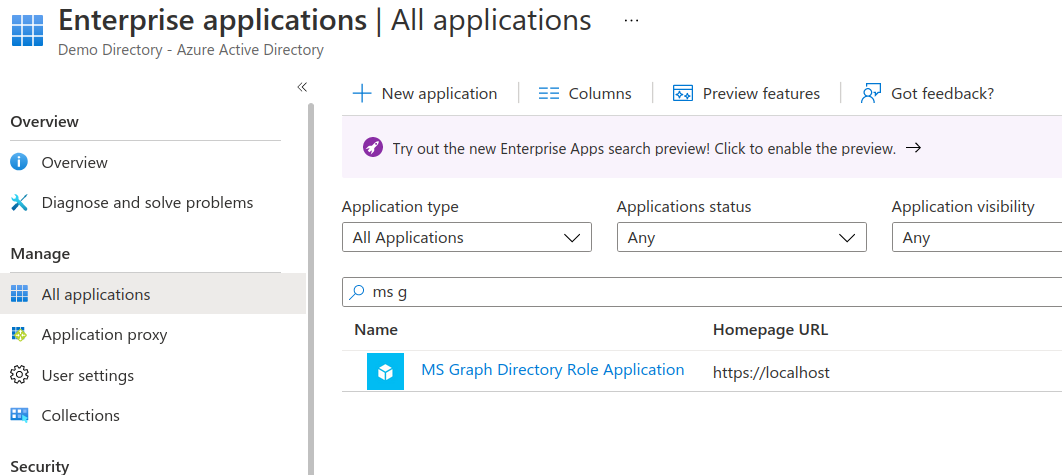 Enterprise applications | All applications ...
Demo Directory - Azure Active Directory
«
New application
Columns
Preview features
Got feedback?
Overview
Overview
Diagnose and solve problems
Manage
All applications
Application proxy
User settings
Collections
Security
Try out the new Enterprise Apps search preview! Click to enable the preview. →
Application type
Applications status
Application visibility
All Applications
Any
Any
ms g
Name
Homepage URL
MS Graph Directory Role Application
https://localhost